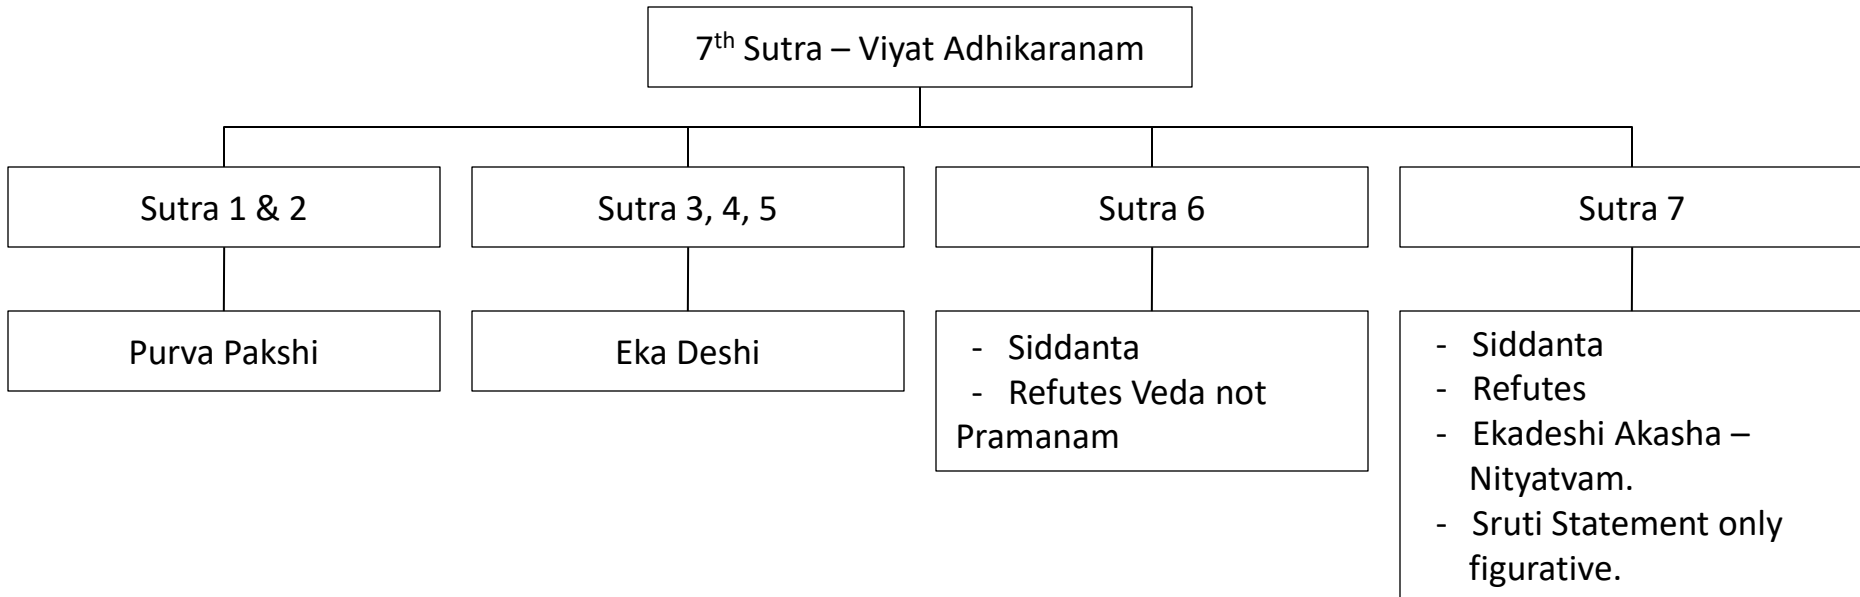 7th Sutra – Viyat Adhikaranam
Sutra 1 & 2
Sutra 3, 4, 5
Sutra 6
Sutra 7
Purva Pakshi
Eka Deshi
- Siddanta
- Refutes Veda not
Pramanam
- Siddanta
- Refutes
- Ekadeshi Akasha –
Nityatvam.
- Sruti Statement only
figurative.